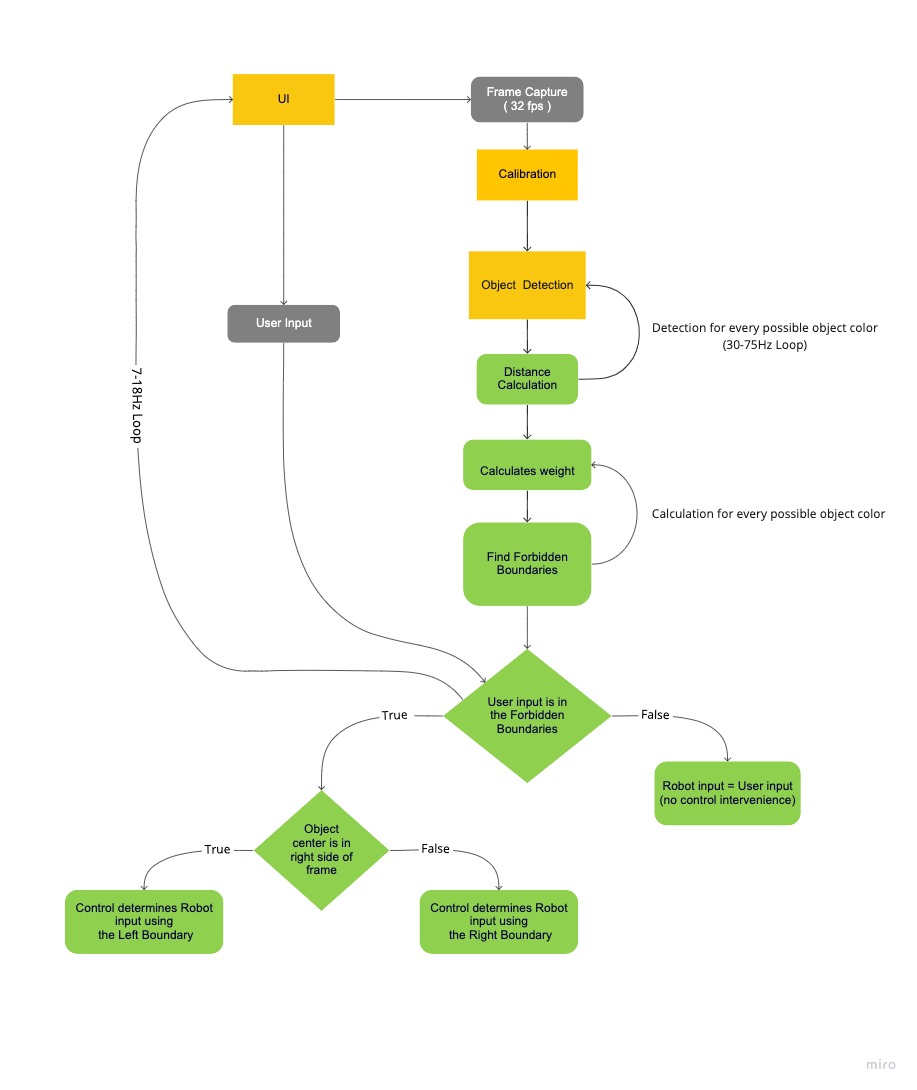 UI
Frame Capture
( 32 fps )
Calibration
Object Detection
Detection for every possible object color
(30-75Hz Loop)
User Input
Distance
Calculation
7-18Hz Loop
Calculates weight
Calculation for every possible object color
Find Forbidden
Boundaries
User input is in
the Forbidden
Boundaries
True
False
Robot input = User input
(no control intervenience)
Object
center is in
right side of
frame
True
False
Control determines Robot
input using
the Left Boundary
Control determines Robot
input using
the Right Boundary
miro